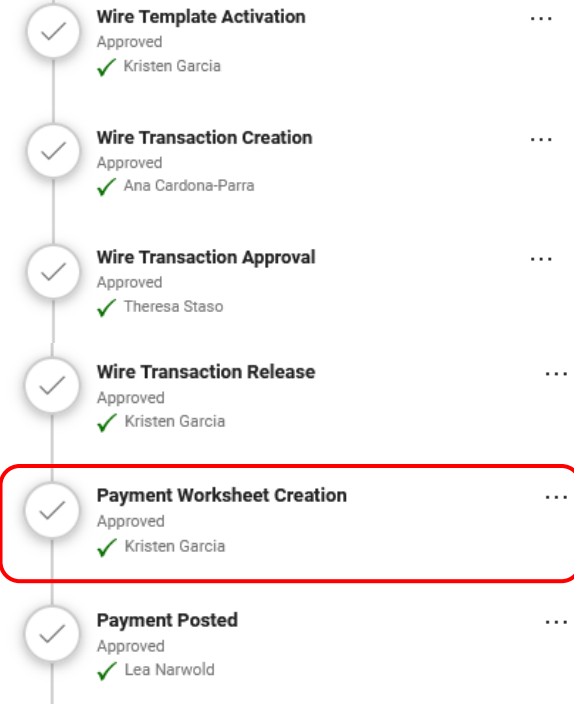 Wire Template Activation
Approved
Kristen Garcia
Wire Transaction Creation
Approved
Ana Cardona-Parra
Wire Transaction Approval
Approved
Theresa Staso
Wire Transaction Release
Approved
Kristen Garcia
Payment Worksheet Creation
Approved
Kristen Garcia
Payment Posted
Approved
Lea Narwold